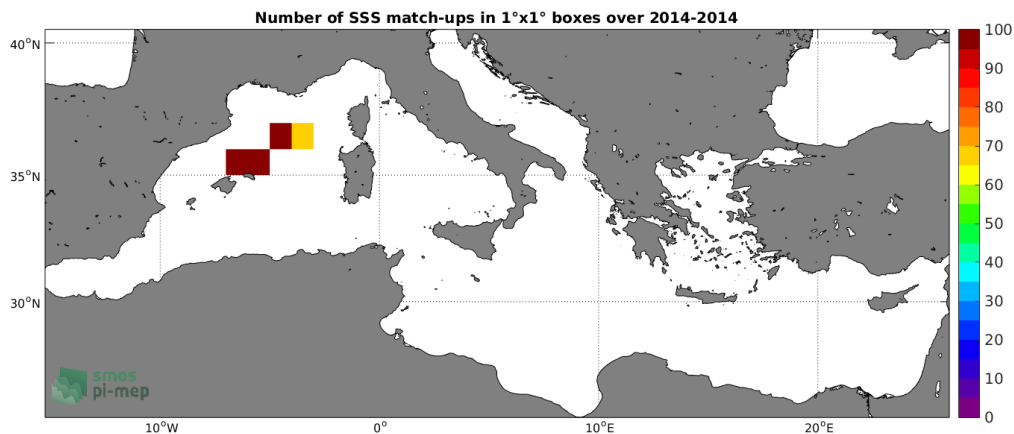 Number of SSS match-ups in 1°x1° boxes over 2014-2014
40°N
35°N
30°N
10°W
0°
10°E
20°E
100
90
80
70
60
50
40
30
20
10
0
smos
pi-mep